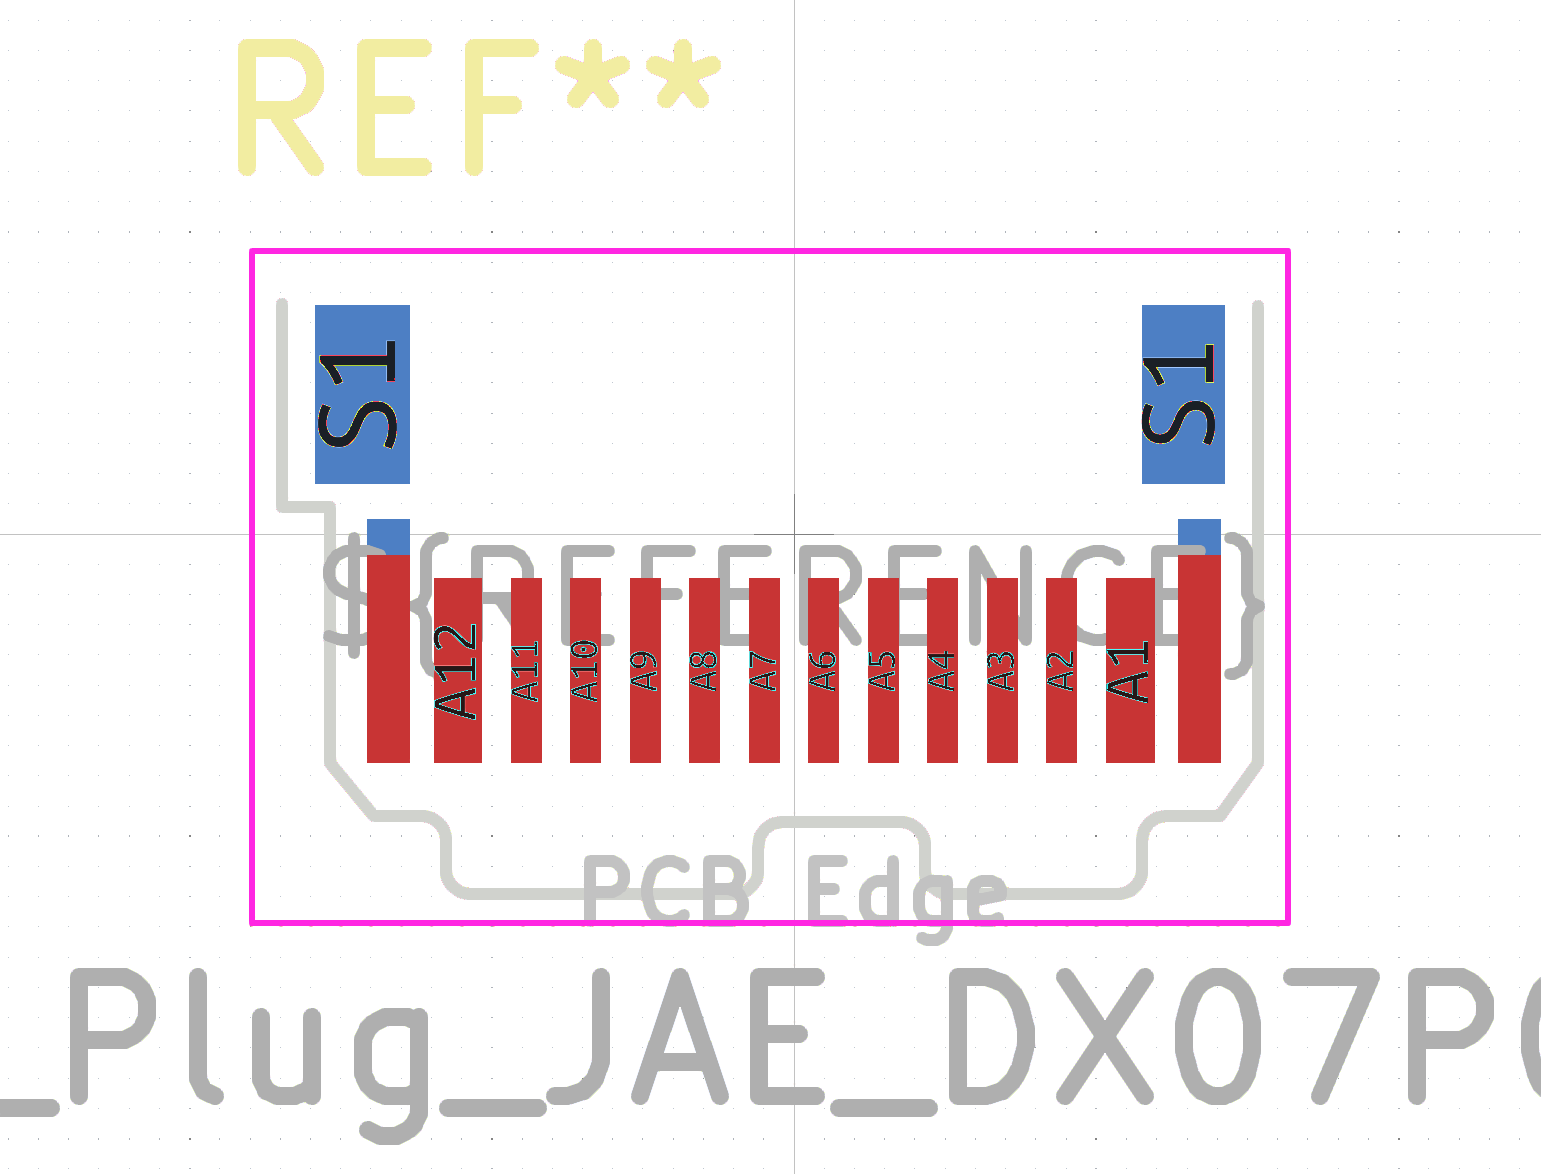 REF**
S1 S1
${REFERENCE}
A12 A11 A10 A9 A8 A7 A6 A5 A4 A3 A2 A1
PCB Edge
_Plug_JAE_DX07P